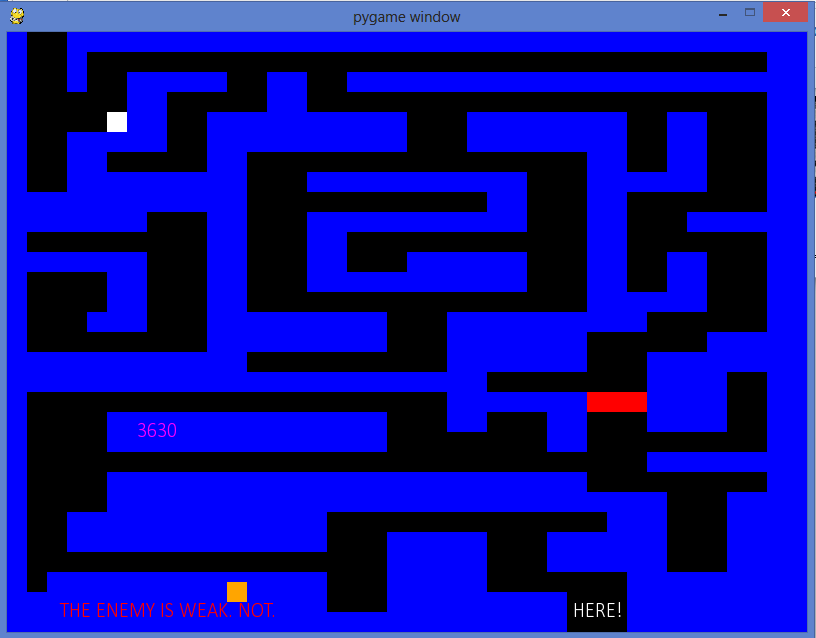 pygame window
3630
THE ENEMY IS WEAK. NOT.
HERE!